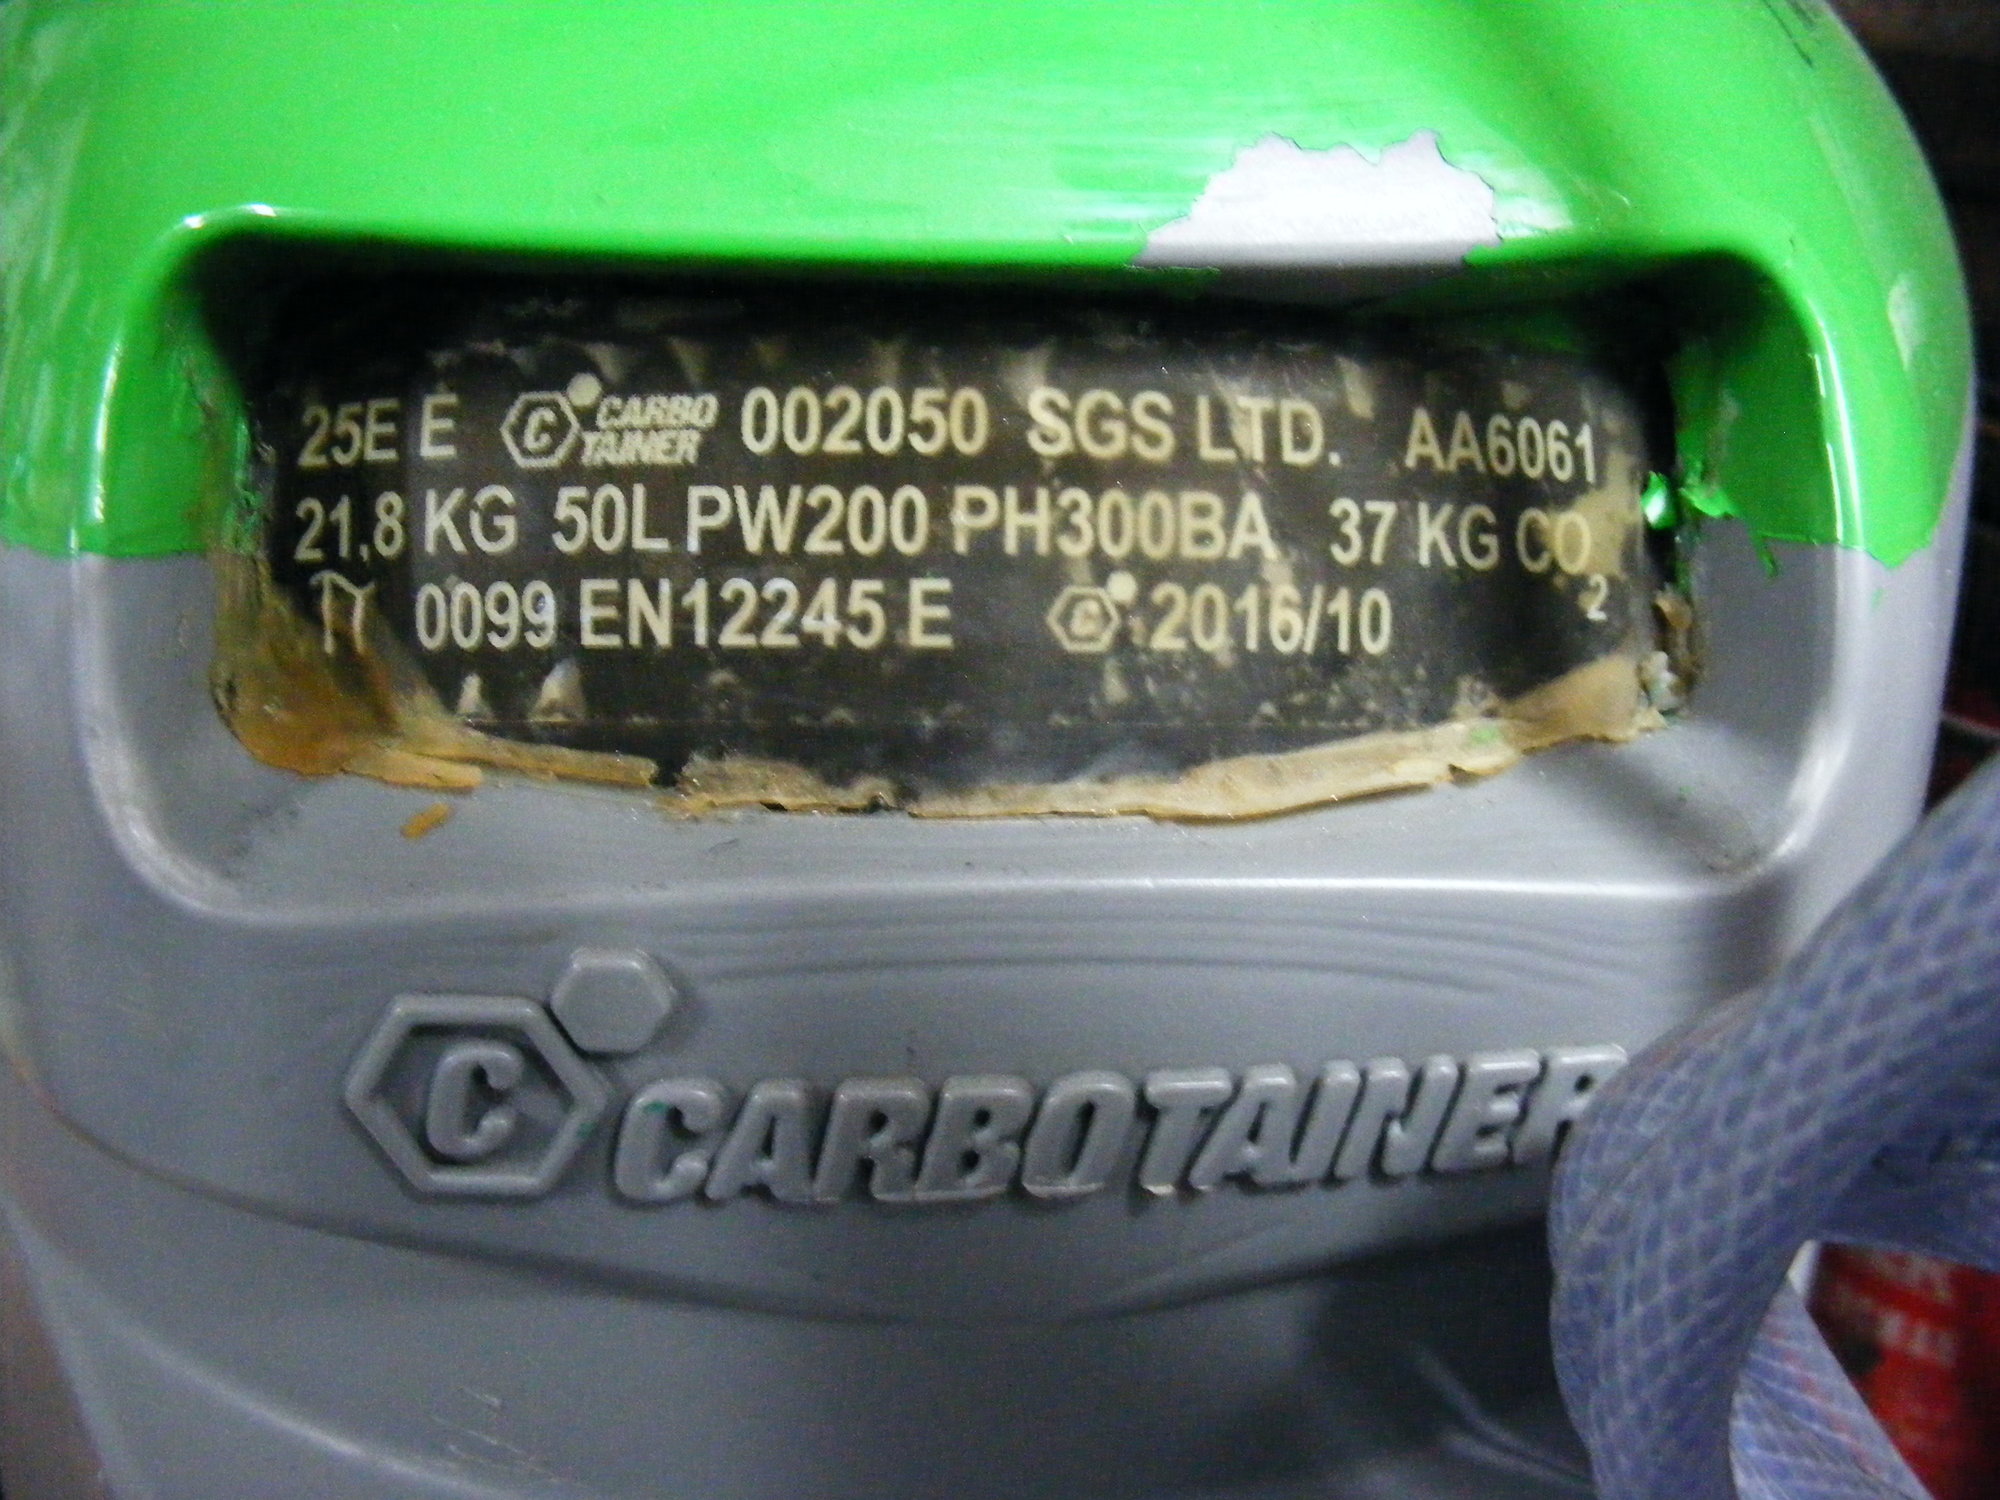 25E E C CARBO TAINER 002050 SGS LTD. AA6061
21,8 KG 50L PW200 PH300BA 37 KG CO2
π 0099 EN12245 E C 2016/10
C CARBOTAINER